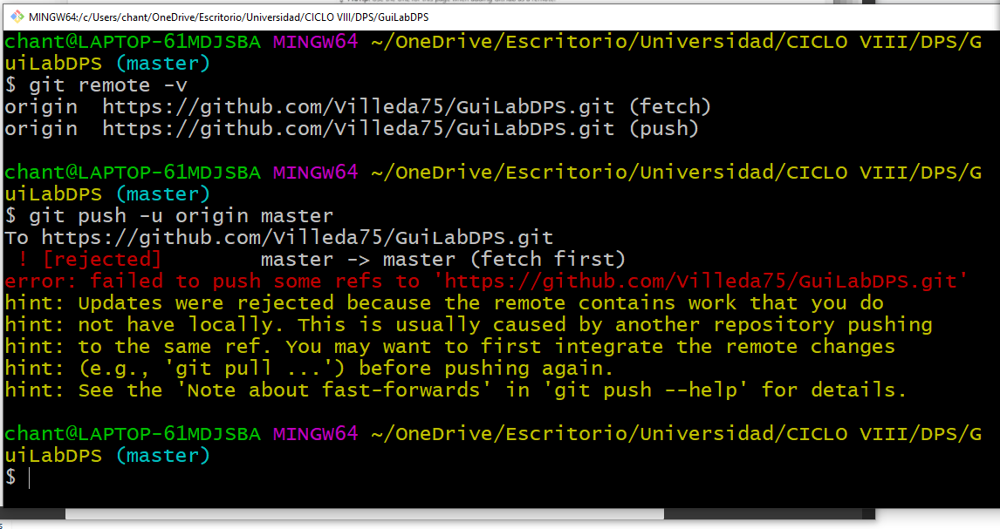 MINGW64:/c/Users/chant/OneDrive/Escritorio/Universidad/CICLO VIII/DPS/GuiLabDPS
chant@LAPTOP-61MDJSBA MINGW64 ~/OneDrive/Escritorio/Universidad/CICLO VIII/DPS/G
uiLabDPS (master)
$ git remote -v
origin  https://github.com/Villeda75/GuiLabDPS.git (fetch)
origin  https://github.com/Villeda75/GuiLabDPS.git (push)
chant@LAPTOP-61MDJSBA MINGW64 ~/OneDrive/Escritorio/Universidad/CICLO VIII/DPS/G
uiLabDPS (master)
$ git push -u origin master
To https://github.com/Villeda75/GuiLabDPS.git
 ! [rejected]        master -> master (fetch first)
error: failed to push some refs to 'https://github.com/Villeda75/GuiLabDPS.git'
hint: Updates were rejected because the remote contains work that you do
hint: not have locally. This is usually caused by another repository pushing
hint: to the same ref. You may want to first integrate the remote changes
hint: (e.g., 'git pull ...') before pushing again.
hint: See the 'Note about fast-forwards' in 'git push --help' for details.
chant@LAPTOP-61MDJSBA MINGW64 ~/OneDrive/Escritorio/Universidad/CICLO VIII/DPS/G
uiLabDPS (master)
$